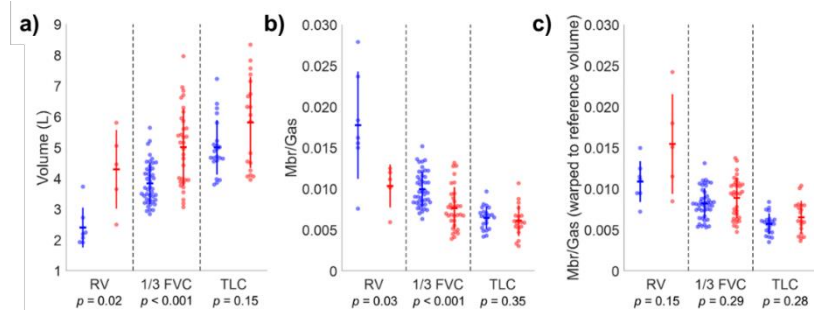 a)
Volume (L)
9
8
7
6
5
4
3
2
1
RV
1/3 FVC
TLC
p = 0.02
p < 0.001
p = 0.15
b)
Mbr/Gas
0.030
0.025
0.020
0.015
0.010
0.005
0
RV
1/3 FVC
TLC
p = 0.03
p < 0.001
p = 0.35
c)
Mbr/Gas (warped to reference volume)
0.030
0.025
0.020
0.015
0.010
0.005
0
RV
1/3 FVC
TLC
p = 0.15
p = 0.29
p = 0.28